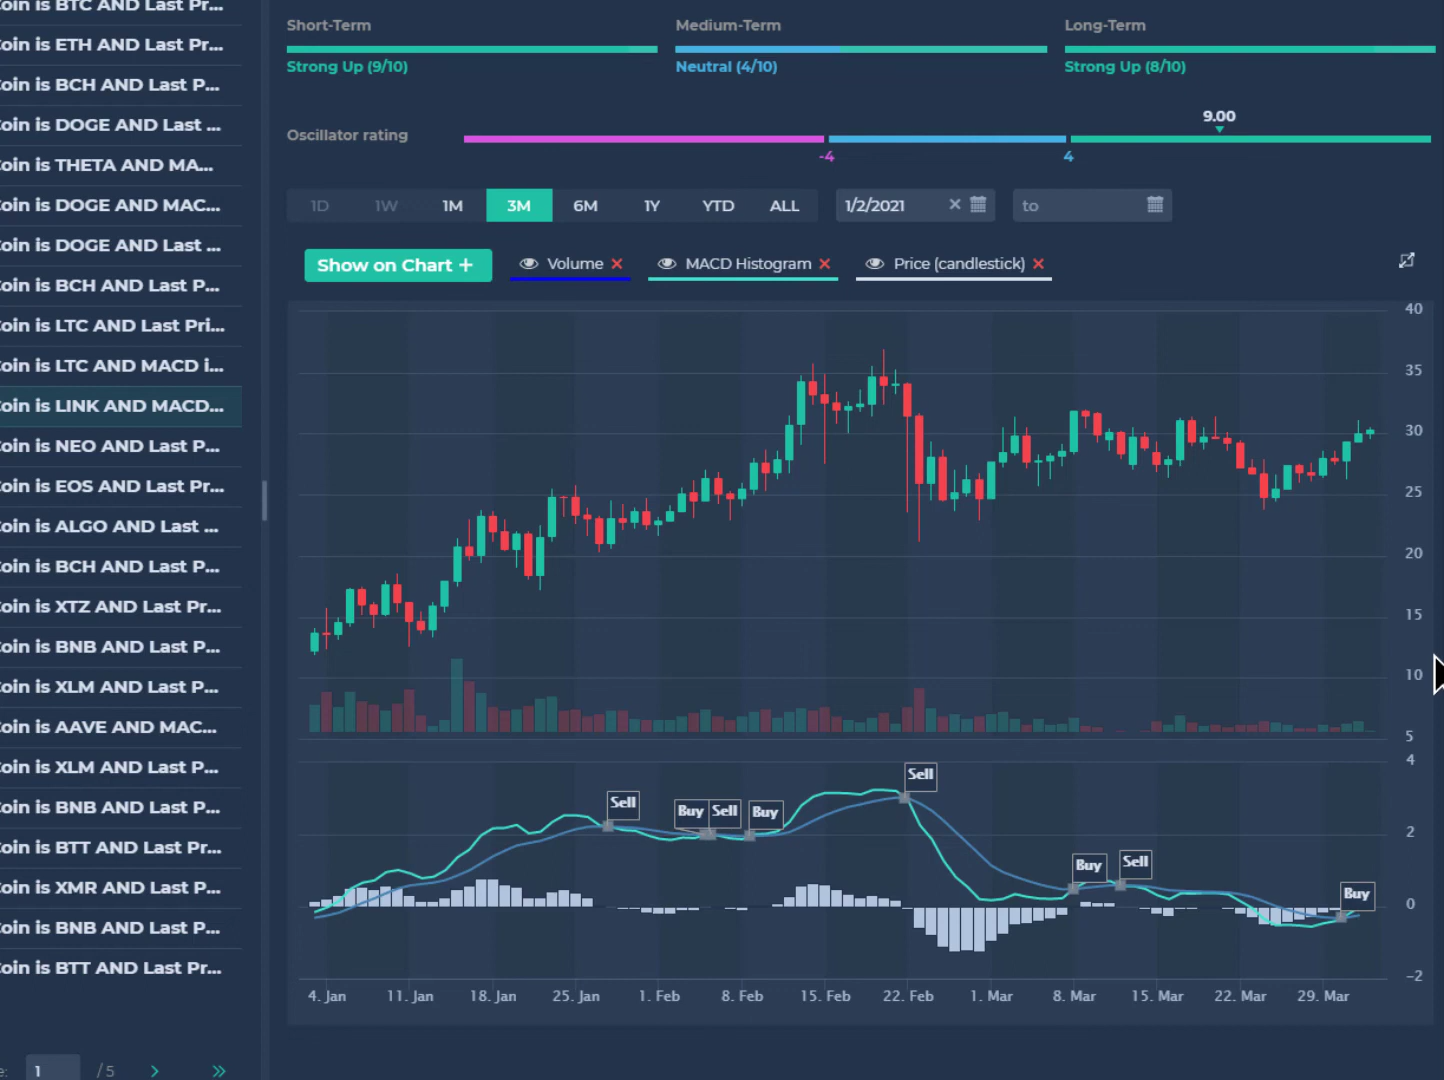 oin is BTC AND Last Pr...
oin is ETH AND Last Pr...
oin is BCH AND Last P...
oin is DOGE AND Last ...
oin is THETA AND MA...
oin is DOGE AND MAC...
oin is DOGE AND Last ...
oin is BCH AND Last P...
oin is LTC AND Last Pri...
oin is LTC AND MACD i...
oin is LINK AND MACD...
oin is NEO AND Last P...
oin is EOS AND Last Pr...
oin is ALGO AND Last ...
oin is BCH AND Last P...
oin is XTZ AND Last Pr...
oin is BNB AND Last P...
oin is XLM AND Last P...
oin is AAVE AND MAC...
oin is XLM AND Last P...
oin is BNB AND Last P...
oin is BTT AND Last Pr...
oin is XMR AND Last P...
oin is BNB AND Last P...
oin is BTT AND Last Pr...
e: 1 / 5 > >>
Short-Term Medium-Term Long-Term
Strong Up (9/10) Neutral (4/10) Strong Up (8/10)
9.00
Oscillator rating
-4 4
1D 1W 1M 3M 6M 1Y YTD ALL 1/2/2021 × to
Show on Chart + Volume × MACD Histogram × Price (candlestick) ×
40
35
30
25
20
15
10
5
4
Sell
Sell Buy Sell Buy
2
Buy Sell
Buy
0
-2
4. Jan 11. Jan 18. Jan 25. Jan 1. Feb 8. Feb 15. Feb 22. Feb 1. Mar 8. Mar 15. Mar 22. Mar 29. Mar